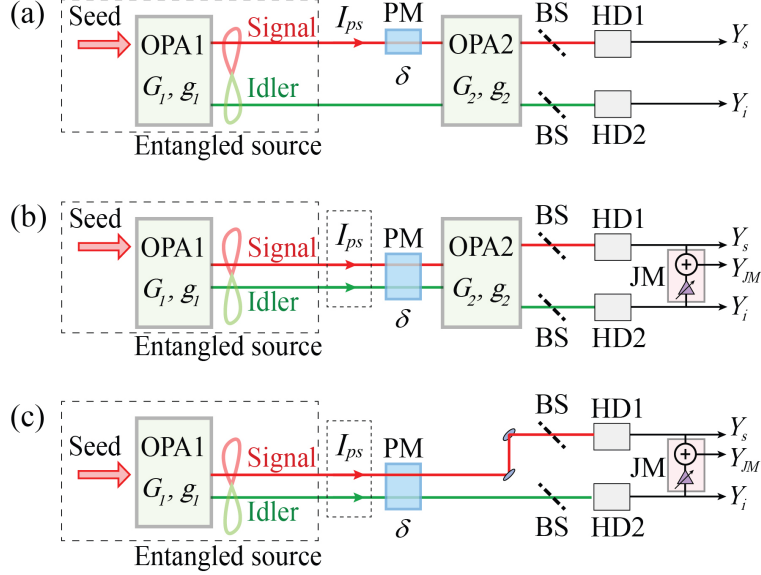 (a)
Seed
OPA1
G₁, g₁
Signal
Idler
Entangled source
Iₚₛ
PM
δ
OPA2
G₂, g₂
BS
BS
HD1
HD2
Yₛ
Yᵢ
(b)
Seed
OPA1
G₁, g₁
Signal
Idler
Entangled source
Iₚₛ
PM
δ
OPA2
G₂, g₂
BS
BS
HD1
HD2
JM
+
Yₛ
Y_JM
Yᵢ
(c)
Seed
OPA1
G₁, g₁
Signal
Idler
Entangled source
Iₚₛ
PM
δ
BS
BS
HD1
HD2
JM
+
Yₛ
Y_JM
Yᵢ